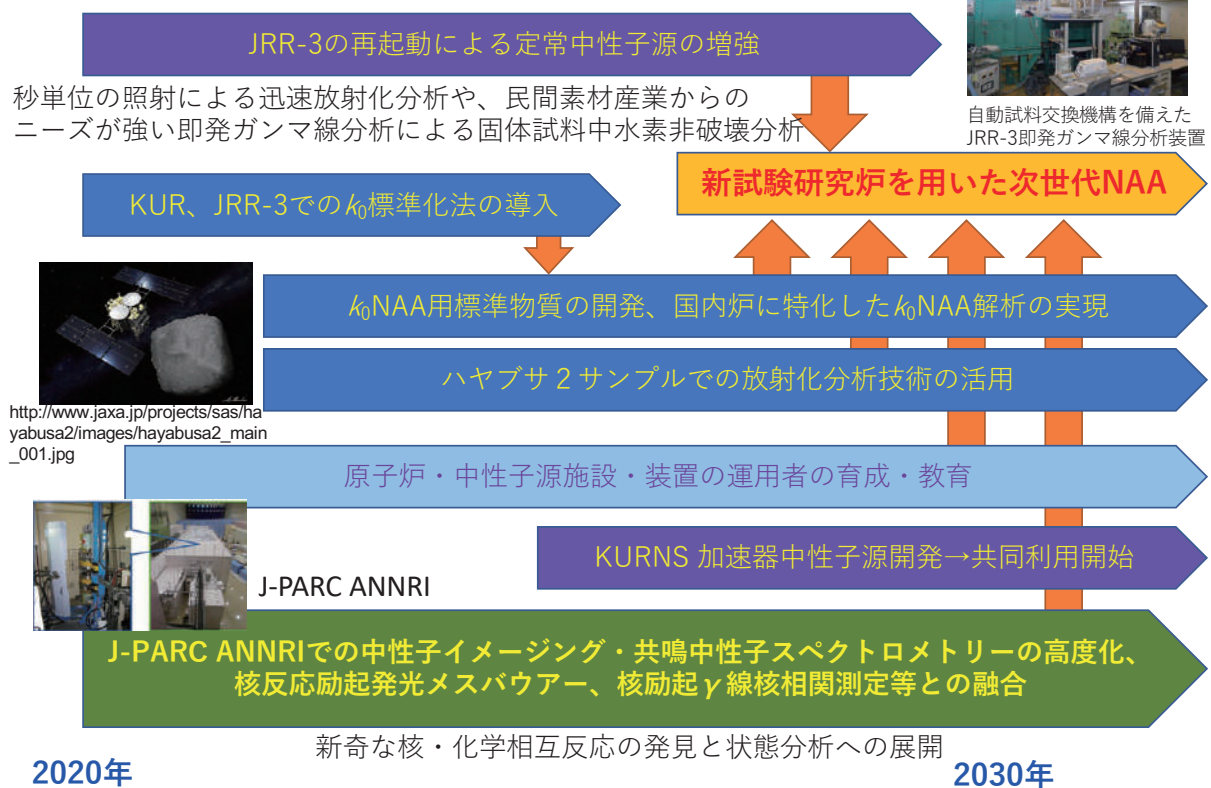 JRR-3の再起動による定常中性子源の増強
秒単位の照射による迅速放射化分析や、民間素材産業からの
ニーズが強い即発ガンマ線分析による固体試料中水素非破壊分析
自動試料交換機構を備えた
JRR-3即発ガンマ線分析装置
新試験研究炉を用いた次世代NAA
KUR、JRR-3でのk0標準化法の導入
k0NAA用標準物質の開発、国内炉に特化したk0NAA解析の実現
ハヤブサ２サンプルでの放射化分析技術の活用
http://www.jaxa.jp/projects/sas/ha
yabusa2/images/hayabusa2_main
_001.jpg
原子炉・中性子源施設・装置の運用者の育成・教育
KURNS 加速器中性子源開発→共同利用開始
J-PARC ANNRI
J-PARC ANNRIでの中性子イメージング・共鳴中性子スペクトロメトリーの高度化、
核反応励起発光メスバウアー、核励起γ線核相関測定等との融合
新奇な核・化学相互反応の発見と状態分析への展開
2020年
2030年